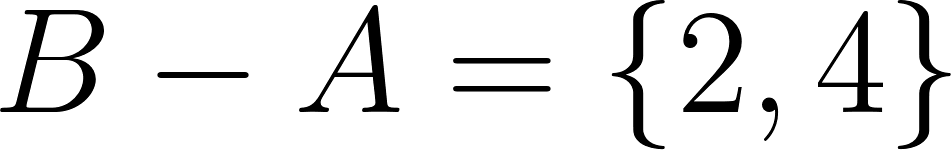 B − A = {2, 4}